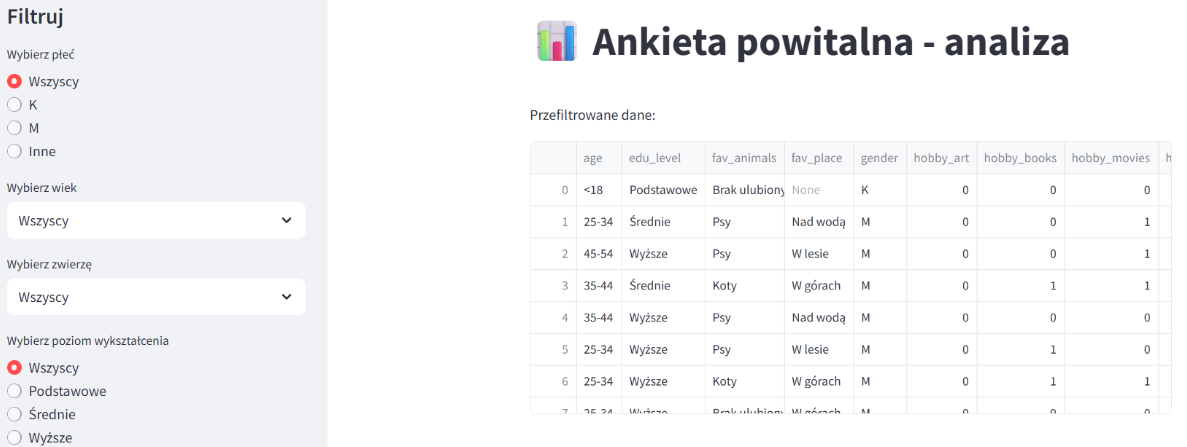 Filtruj
Wybierz płeć
Wszyscy
K
M
Inne
Wybierz wiek
Wszyscy
Wybierz zwierzę
Wszyscy
Wybierz poziom wykształcenia
Wszyscy
Podstawowe
Średnie
Wyższe
Ankieta powitalna - analiza
Przefiltrowane dane:
age edu_level fav_animals fav_place gender hobby_art hobby_books hobby_movies
0 <18 Podstawowe Brak ulubiony None K 0 0 0
1 25-34 Średnie Psy Nad wodą M 0 0 1
2 45-54 Wyższe Psy W lesie M 0 0 1
3 35-44 Średnie Koty W górach M 0 1 1
4 35-44 Wyższe Psy Nad wodą M 0 0 0
5 25-34 Wyższe Psy W lesie M 0 1 0
6 25-34 Wyższe Koty W górach M 0 1 1
7 25-34 Wyższe Brak ulubiony W górach M 0 0 0